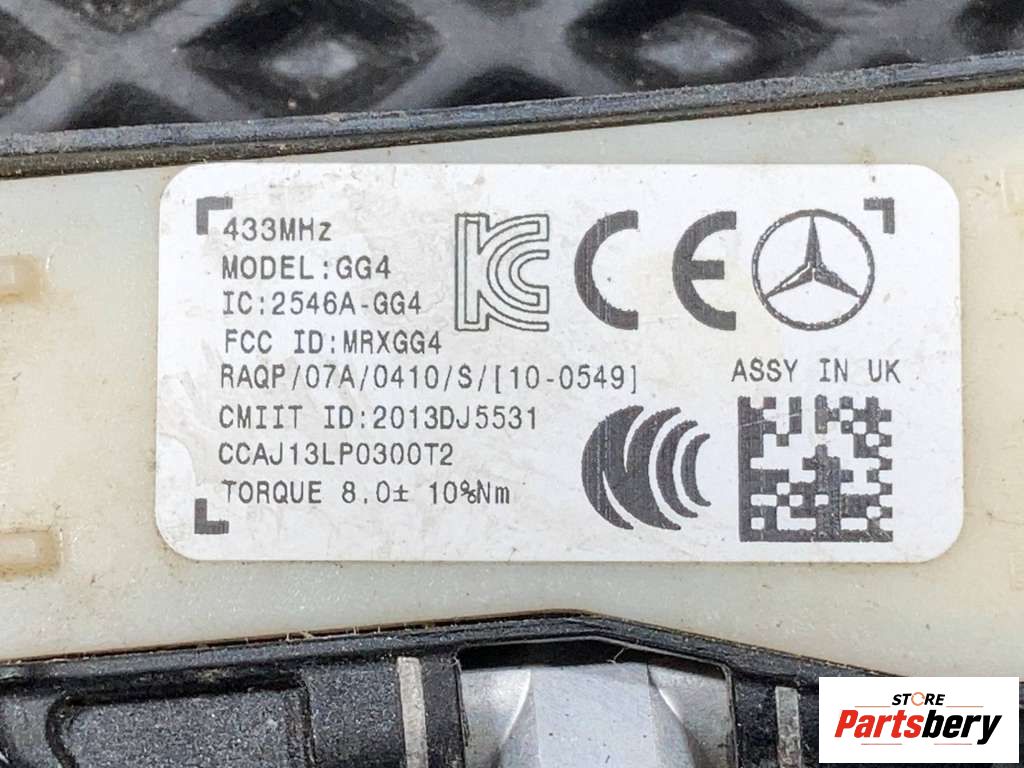 433MHz
MODEL:GG4
IC:2546A-GG4
FCC ID:MRXGG4
RAQP/07A/0410/S/[10-0549]
CMIIT ID:2013DJ5531
CCAJ13LP0300T2
TORQUE 8.0± 10%Nm
CE
ASSY IN UK
STORE
Partsbery